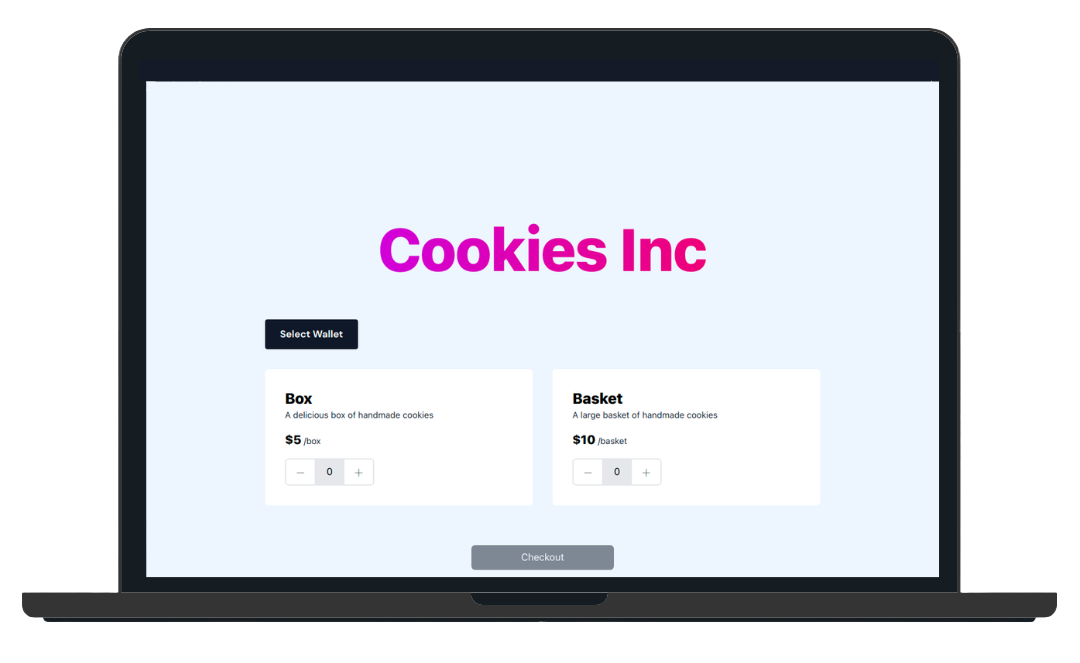 Cookies Inc
Select Wallet
Box
A delicious box of handmade cookies
$5 /box
− 0 +
Basket
A large basket of handmade cookies
$10 /basket
− 0 +
Checkout